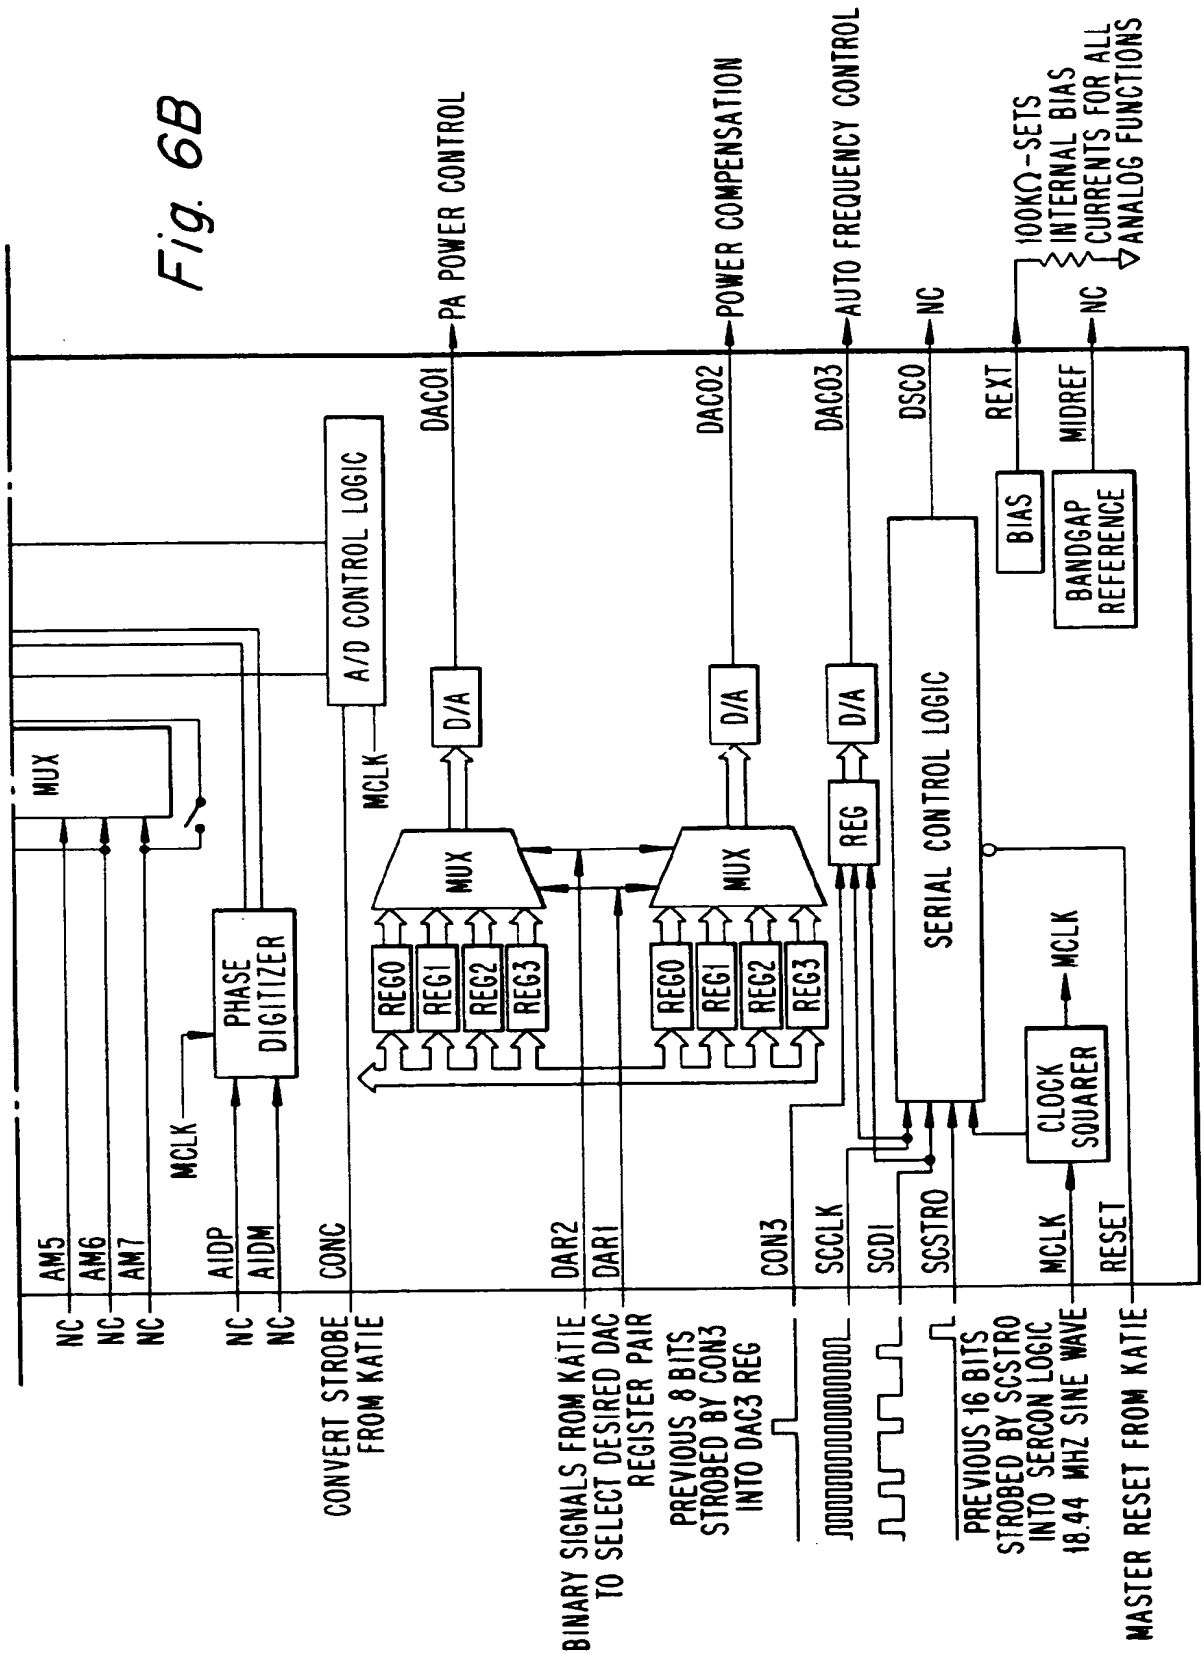 Fig. 6B
NC
AM5
NC
AM6
NC
AM7
MUX
MCLK
NC
AIDP
NC
AIDM
PHASE
DIGITIZER
CONVERT STROBE
FROM KATIE
CONC
MCLK
A/D CONTROL LOGIC
REG0
REG1
REG2
REG3
MUX
D/A
DACO1
PA POWER CONTROL
BINARY SIGNALS FROM KATIE
TO SELECT DESIRED DAC
REGISTER PAIR
DAR2
DAR1
REG0
REG1
REG2
REG3
MUX
D/A
DACO2
POWER COMPENSATION
PREVIOUS 8 BITS
STROBED BY CON3
INTO DAC3 REG
CON3
REG
D/A
DACO3
AUTO FREQUENCY CONTROL
SCCLK
SCDI
SCSTRO
SERIAL CONTROL LOGIC
DSCO
NC
PREVIOUS 16 BITS
STROBED BY SCSTRO
INTO SERCON LOGIC
18.44 MHZ SINE WAVE
MCLK
CLOCK
SQUARER
MCLK
BIAS
REXT
100KΩ-SETS
INTERNAL BIAS
CURRENTS FOR ALL
ANALOG FUNCTIONS
BANDGAP
REFERENCE
MIDREF
NC
MASTER RESET FROM KATIE
RESET